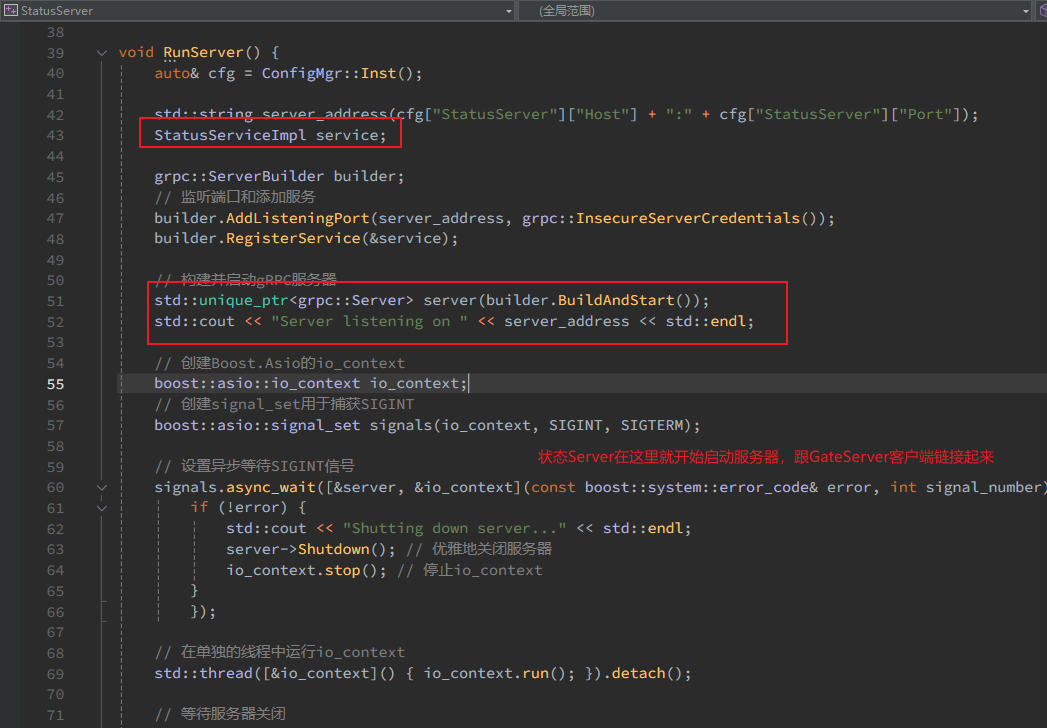 StatusServer (全局范围)
38
39 void RunServer() {
40 auto& cfg = ConfigMgr::Inst();
41
42 std::string server_address(cfg["StatusServer"]["Host"] + ":" + cfg["StatusServer"]["Port"]);
43 StatusServiceImpl service;
44
45 grpc::ServerBuilder builder;
46 // 监听端口和添加服务
47 builder.AddListeningPort(server_address, grpc::InsecureServerCredentials());
48 builder.RegisterService(&service);
49
50 // 构建并启动gRPC服务器
51 std::unique_ptr<grpc::Server> server(builder.BuildAndStart());
52 std::cout << "Server listening on " << server_address << std::endl;
53
54 // 创建Boost.Asio的io_context
55 boost::asio::io_context io_context;
56 // 创建signal_set用于捕获SIGINT
57 boost::asio::signal_set signals(io_context, SIGINT, SIGTERM);
58
状态Server在这里就开始启动服务器，跟GateServer客户端链接起来
59 // 设置异步等待SIGINT信号
60 signals.async_wait([&server, &io_context](const boost::system::error_code& error, int signal_number)
61 if (!error) {
62 std::cout << "Shutting down server..." << std::endl;
63 server->Shutdown(); // 优雅地关闭服务器
64 io_context.stop(); // 停止io_context
65 }
66 });
67
68 // 在单独的线程中运行io_context
69 std::thread([&io_context]() { io_context.run(); }).detach();
70
71 // 等待服务器关闭